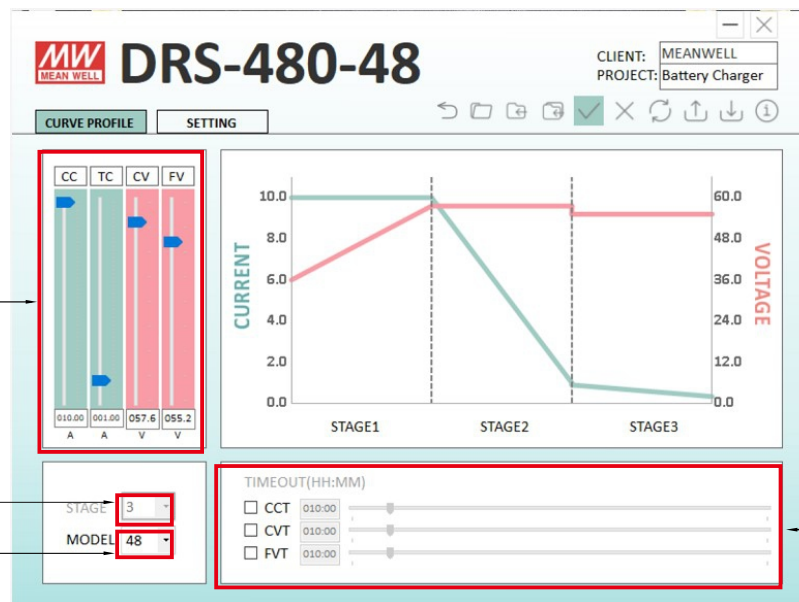 MW
MEAN WELL
DRS-480-48
CLIENT: MEANWELL
PROJECT: Battery Charger
CURVE PROFILE SETTING
CC TC CV FV
010.00 001.00 057.6 055.2
A A V V
CURRENT
10.0
8.0
6.0
4.0
2.0
0.0
60.0
48.0
36.0
24.0
12.0
0.0
VOLTAGE
STAGE1 STAGE2 STAGE3
STAGE 3
MODEL 48
TIMEOUT(HH:MM)
CCT 010:00
CVT 010:00
FVT 010:00